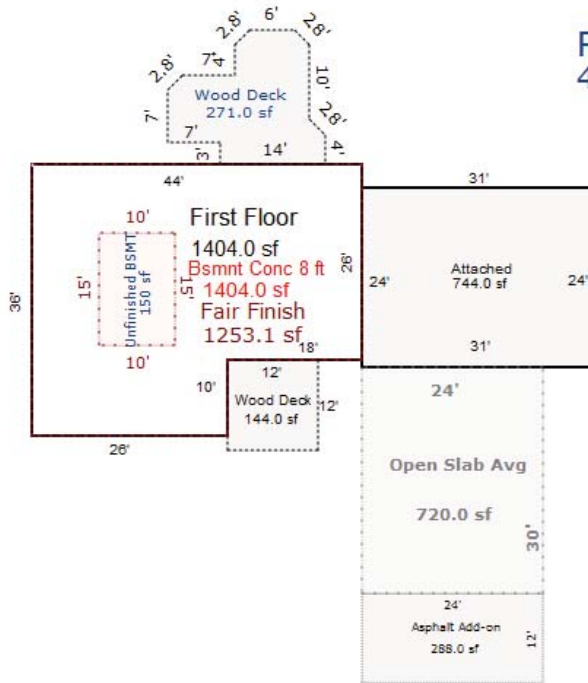 6'
2.8'
28'
7'
4'
2.8'
10'
Wood Deck
271.0 sf
7'
28'
7'
3'
14'
4'
44'
31'
10'
First Floor
1404.0 sf
Bsmnt Conc 8 ft
1404.0 sf
Fair Finish
1253.1 sf
26'
24'
Attached
744.0 sf
24'
36'
15'
Unfinished BSMT
150 sf
15'
10'
18'
31'
10'
12'
Wood Deck
144.0 sf
12'
24'
26'
Open Slab Avg
720.0 sf
30'
24'
Asphalt Add-on
288.0 sf
12'